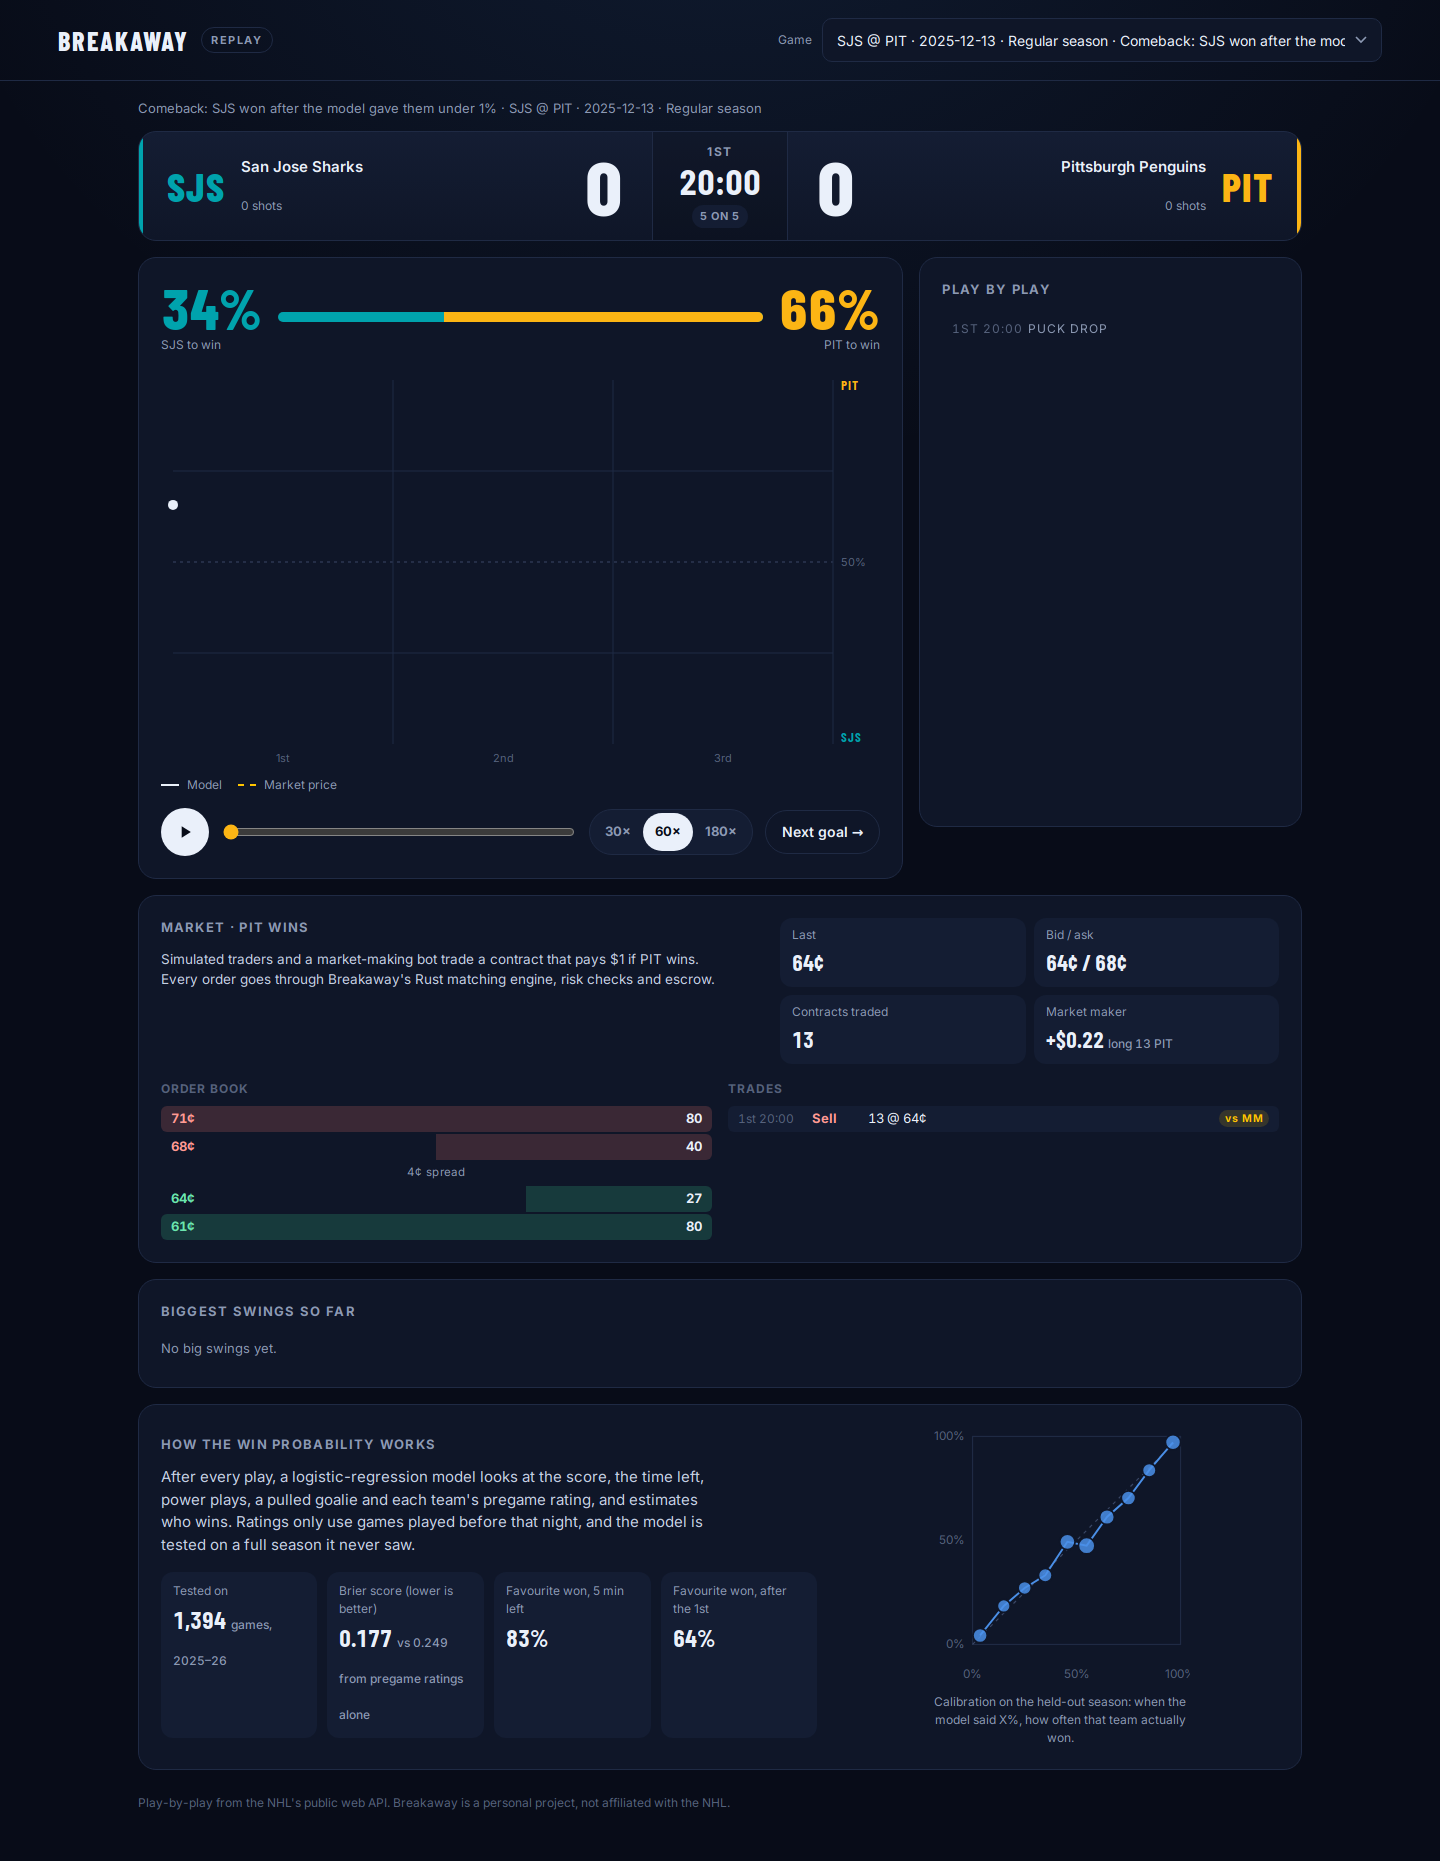 BREAKAWAY REPLAY
Game SJS @ PIT · 2025-12-13 · Regular season · Comeback: SJS won after the
Comeback: SJS won after the model gave them under 1% · SJS @ PIT · 2025-12-13 · Regular season
SJS
San Jose Sharks
0 shots
0
1ST
20:00
5 ON 5
0
Pittsburgh Penguins
0 shots
PIT
34%
SJS to win
66%
PIT to win
PIT
50%
SJS
1st 2nd 3rd
Model Market price
30× 60× 180× Next goal →
PLAY BY PLAY
1ST 20:00 PUCK DROP
MARKET · PIT WINS
Simulated traders and a market-making bot trade a contract that pays $1 if PIT wins.
Every order goes through Breakaway's Rust matching engine, risk checks and escrow.
Last
64¢
Bid / ask
64¢ / 68¢
Contracts traded
13
Market maker
+$0.22 long 13 PIT
ORDER BOOK
71¢ 80
68¢ 40
4¢ spread
64¢ 27
61¢ 80
TRADES
1st 20:00 Sell 13 @ 64¢ vs MM
BIGGEST SWINGS SO FAR
No big swings yet.
HOW THE WIN PROBABILITY WORKS
After every play, a logistic-regression model looks at the score, the time left,
power plays, a pulled goalie and each team's pregame rating, and estimates
who wins. Ratings only use games played before that night, and the model is
tested on a full season it never saw.
Tested on
1,394 games,
2025–26
Brier score (lower is
better)
0.177 vs 0.249
from pregame ratings
alone
Favourite won, 5 min
left
83%
Favourite won, after
the 1st
64%
100%
50%
0%
0% 50% 100%
Calibration on the held-out season: when the
model said X%, how often that team actually
won.
Play-by-play from the NHL's public web API. Breakaway is a personal project, not affiliated with the NHL.